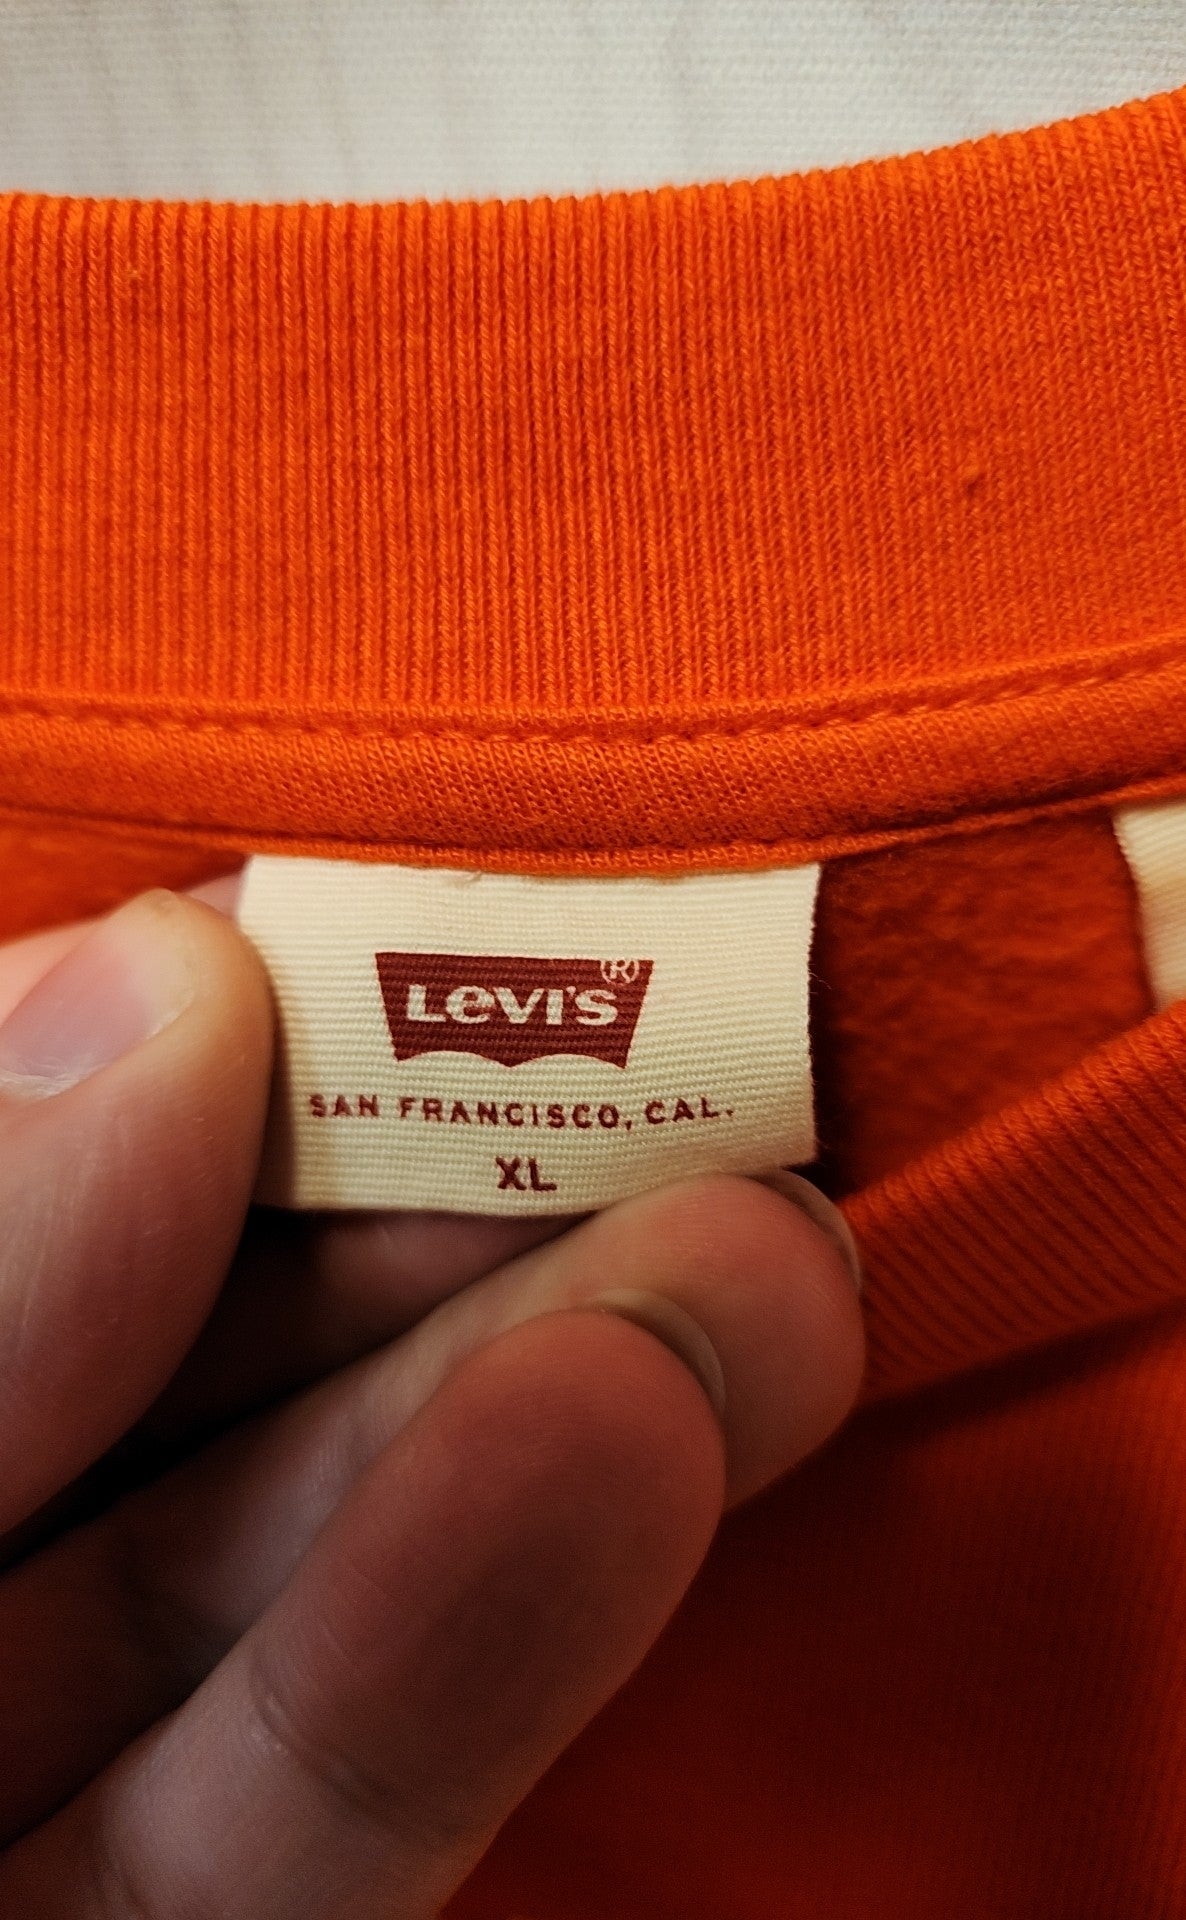 Levi's®
SAN FRANCISCO, CAL.
XL